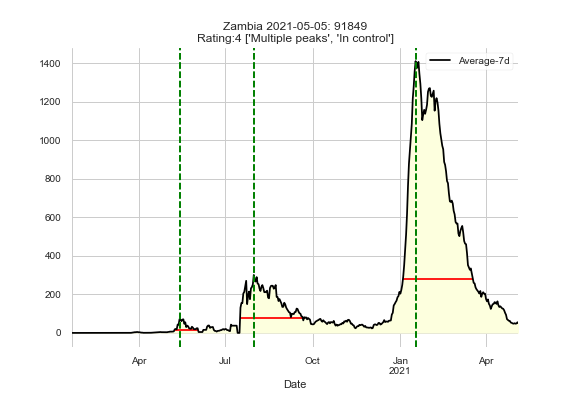 Zambia 2021-05-05: 91849
Rating:4 ['Multiple peaks', 'In control']
Average-7d
1400
1200
1000
800
600
400
200
0
Apr Jul Oct Jan Apr
2021
Date